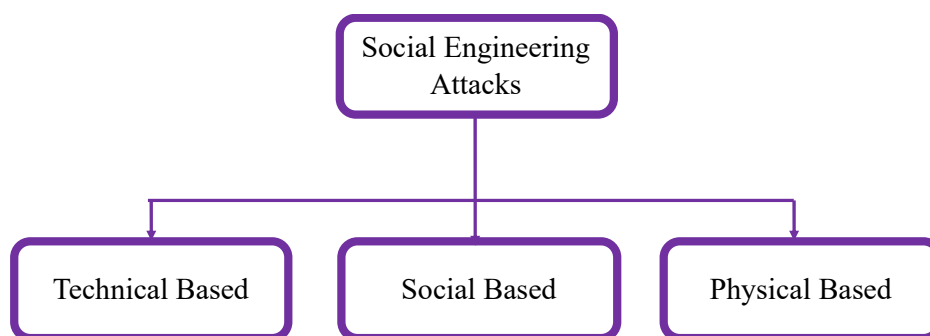 Social Engineering
Attacks
Technical Based
Social Based
Physical Based